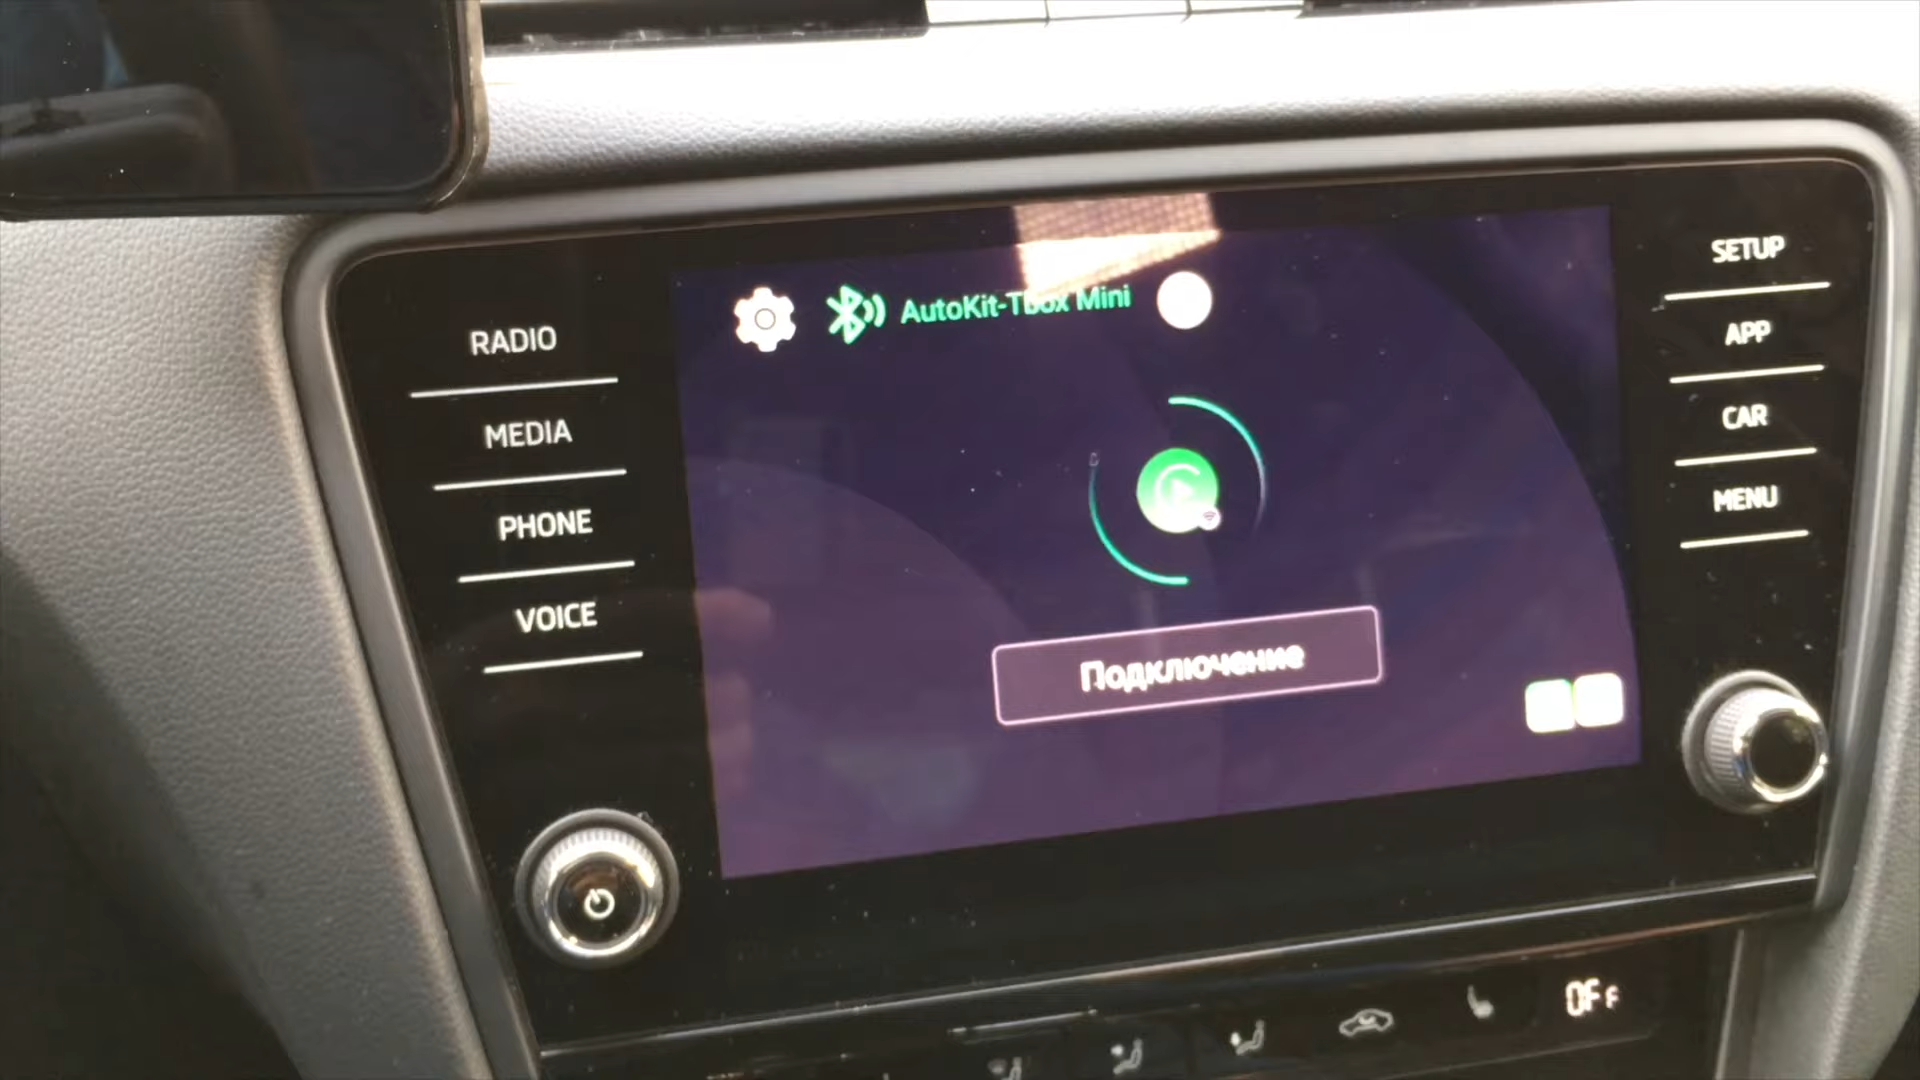 AutoKit-Tbox Mini
RADIO
MEDIA
PHONE
VOICE
Подключение
SETUP
APP
CAR
MENU
OFF